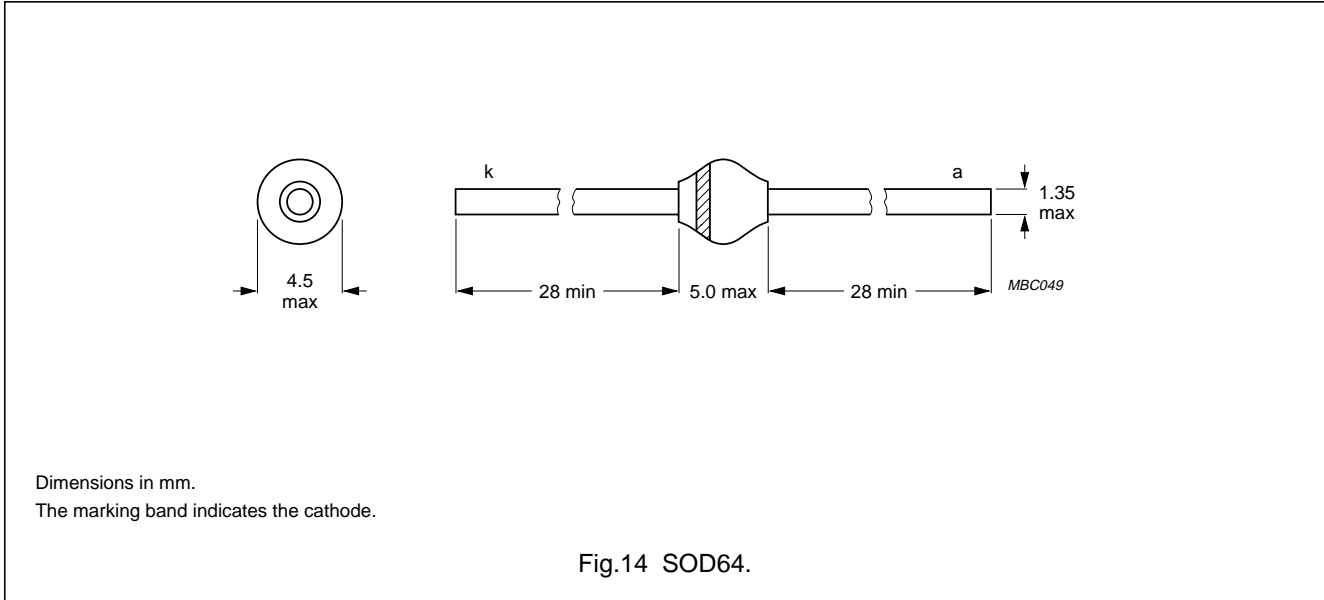 k
a
1.35
max
4.5
max
28 min
5.0 max
28 min
MBC049
Dimensions in mm.
The marking band indicates the cathode.
Fig.14 SOD64.